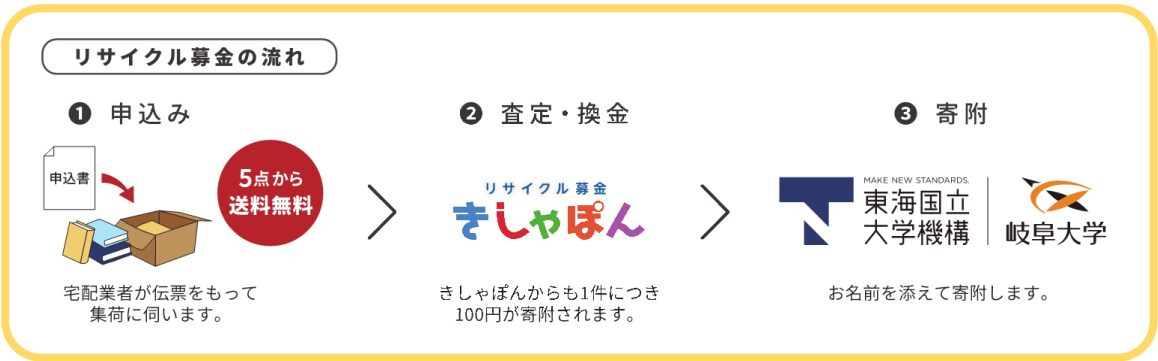 リサイクル募金の流れ
1 申込み
申込書
5点から
送料無料
宅配業者が伝票をもって
集荷に伺います。
2 査定・換金
リサイクル募金
きしゃぽん
きしゃぽんからも1件につき
100円が寄附されます。
3 寄附
MAKE NEW STANDARDS.
東海国立
大学機構
岐阜大学
お名前を添えて寄附します。